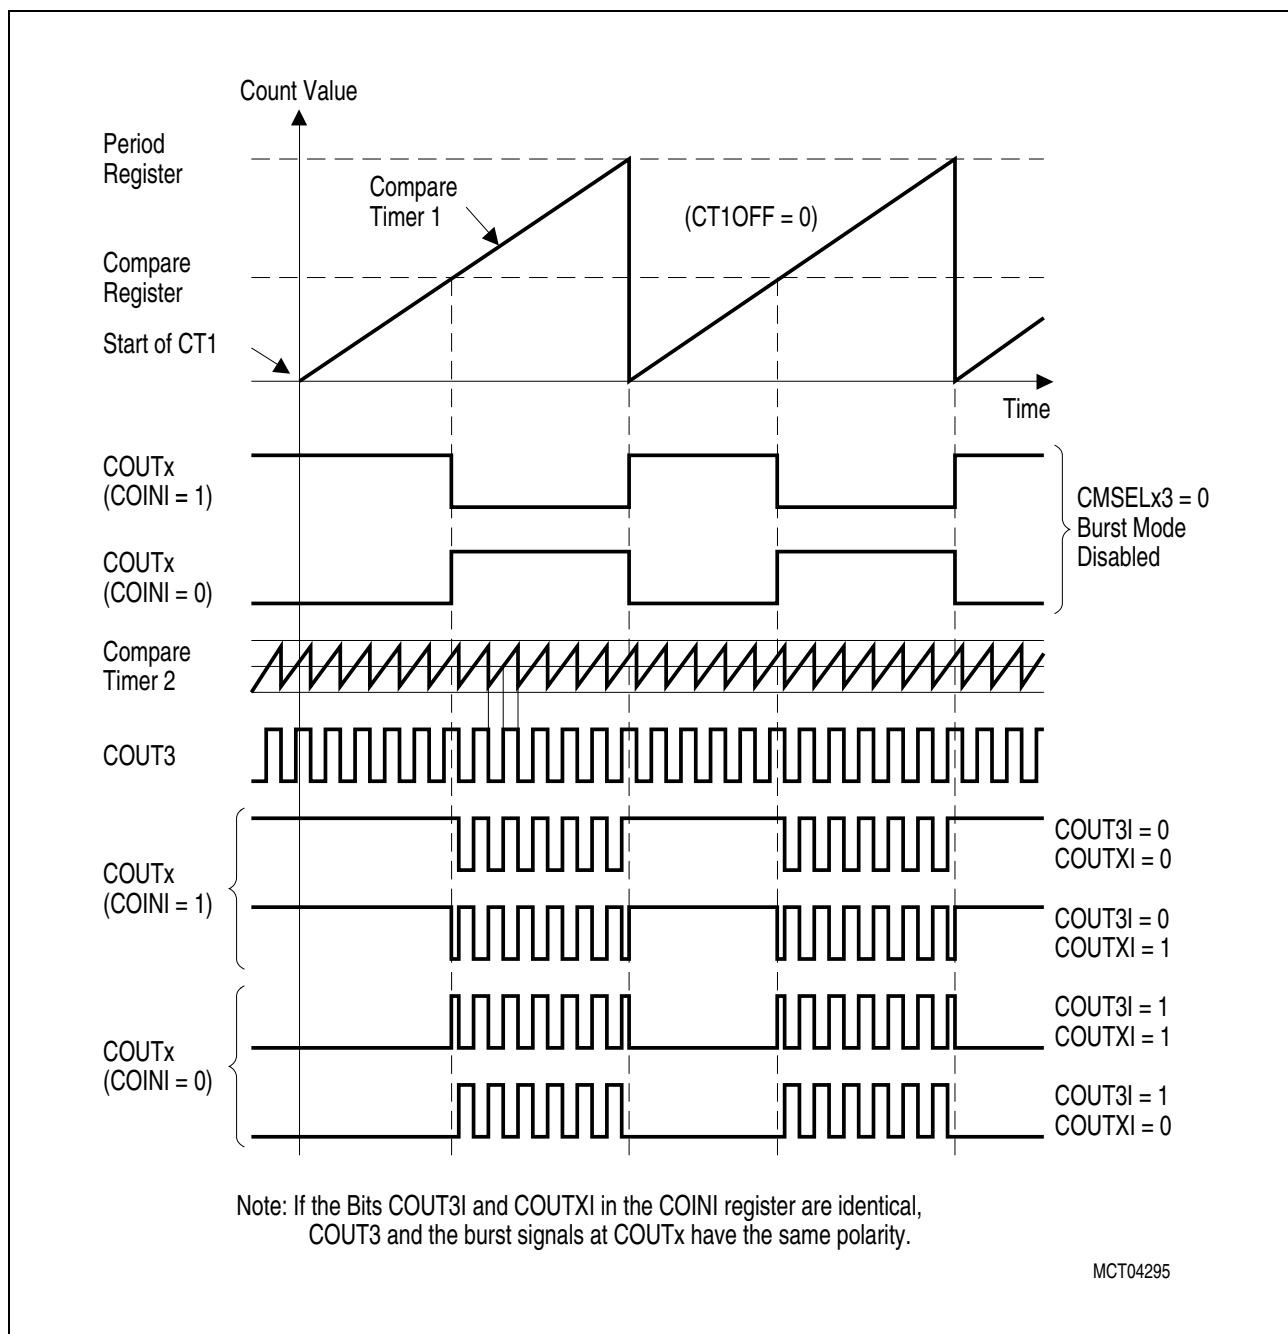 Count Value
Period
Register
Compare
Timer 1
(CT1OFF = 0)
Compare
Register
Start of CT1
Time
COUTx
(COINI = 1)
CMSELx3 = 0
Burst Mode
Disabled
COUTx
(COINI = 0)
Compare
Timer 2
COUT3
COUTx
(COINI = 1)
COUT3I = 0
COUTXI = 0
COUT3I = 0
COUTXI = 1
COUTx
(COINI = 0)
COUT3I = 1
COUTXI = 1
COUT3I = 1
COUTXI = 0
Note: If the Bits COUT3I and COUTXI in the COINI register are identical,
COUT3 and the burst signals at COUTx have the same polarity.
MCT04295